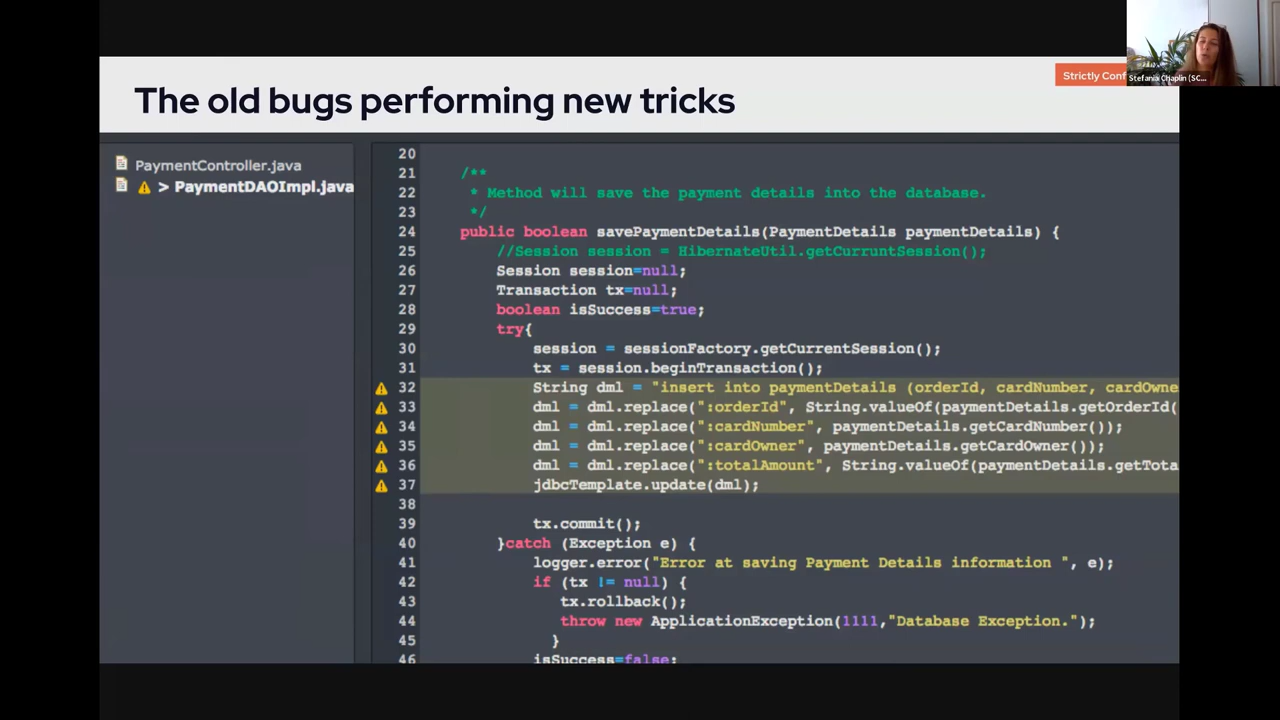 The old bugs performing new tricks
Strictly Conf
Stefania Chaplin (SC...
PaymentController.java
> PaymentDAOImpl.java
20
21 /**
22 * Method will save the payment details into the database.
23 */
24 public boolean savePaymentDetails(PaymentDetails paymentDetails) {
25 //Session session = HibernateUtil.getCurruntSession();
26 Session session=null;
27 Transaction tx=null;
28 boolean isSuccess=true;
29 try{
30 session = sessionFactory.getCurrentSession();
31 tx = session.beginTransaction();
32 String dml = "insert into paymentDetails (orderId, cardNumber, cardOwne
33 dml = dml.replace(":orderId", String.valueOf(paymentDetails.getOrderId(
34 dml = dml.replace(":cardNumber", paymentDetails.getCardNumber());
35 dml = dml.replace(":cardOwner", paymentDetails.getCardOwner());
36 dml = dml.replace(":totalAmount", String.valueOf(paymentDetails.getTota
37 jdbcTemplate.update(dml);
38
39 tx.commit();
40 }catch (Exception e) {
41 logger.error("Error at saving Payment Details information ", e);
42 if (tx != null) {
43 tx.rollback();
44 throw new ApplicationException(1111,"Database Exception.");
45 }
46 isSuccess=false;